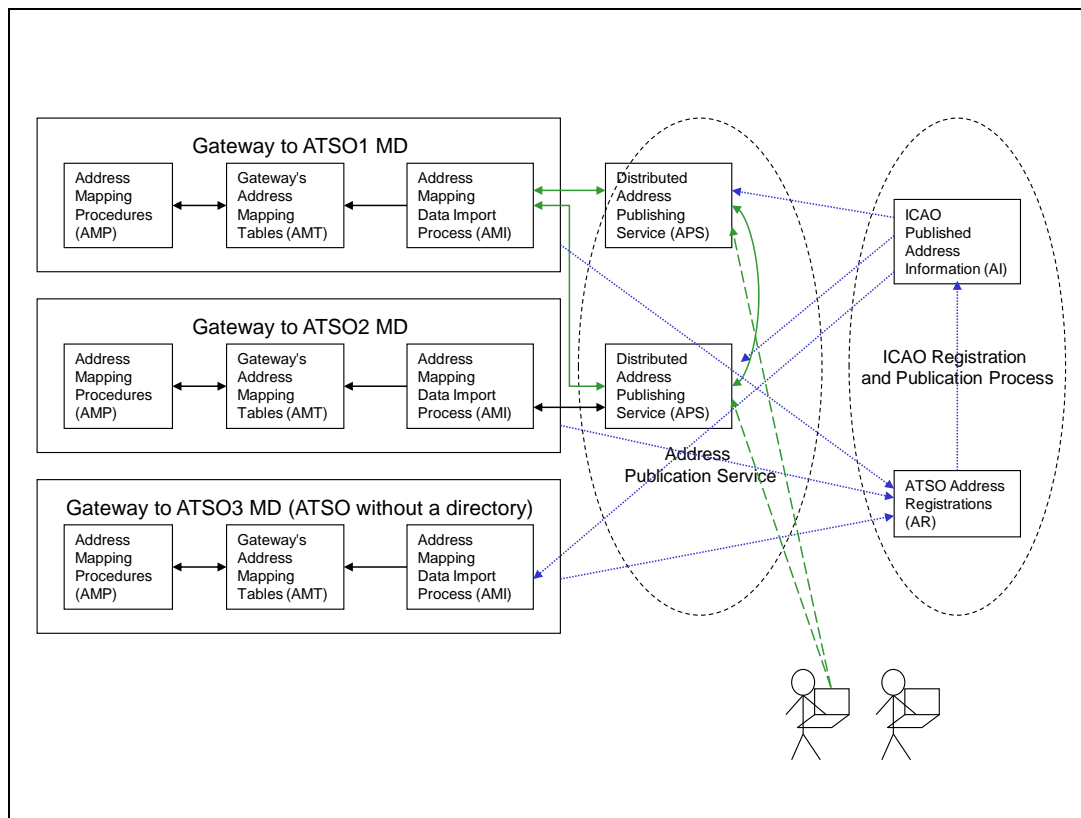 Gateway to ATSO1 MD
Address
Mapping
Procedures (AMP)
Gateway's
Address
Mapping
Tables (AMT)
Address
Mapping
Data Import
Process (AMI)
Distributed
Address
Publishing
Service (APS)
ICAO
Published
Address
Information (AI)
Gateway to ATSO2 MD
Address
Mapping
Procedures (AMP)
Gateway's
Address
Mapping
Tables (AMT)
Address
Mapping
Data Import
Process (AMI)
Distributed
Address
Publishing
Service (APS)
ICAO Registration
and Publication Process
Address
Publication Service
Gateway to ATSO3 MD (ATSO without a directory)
Address
Mapping
Procedures (AMP)
Gateway's
Address
Mapping
Tables (AMT)
Address
Mapping
Data Import
Process (AMI)
ATSO Address
Registrations
(AR)